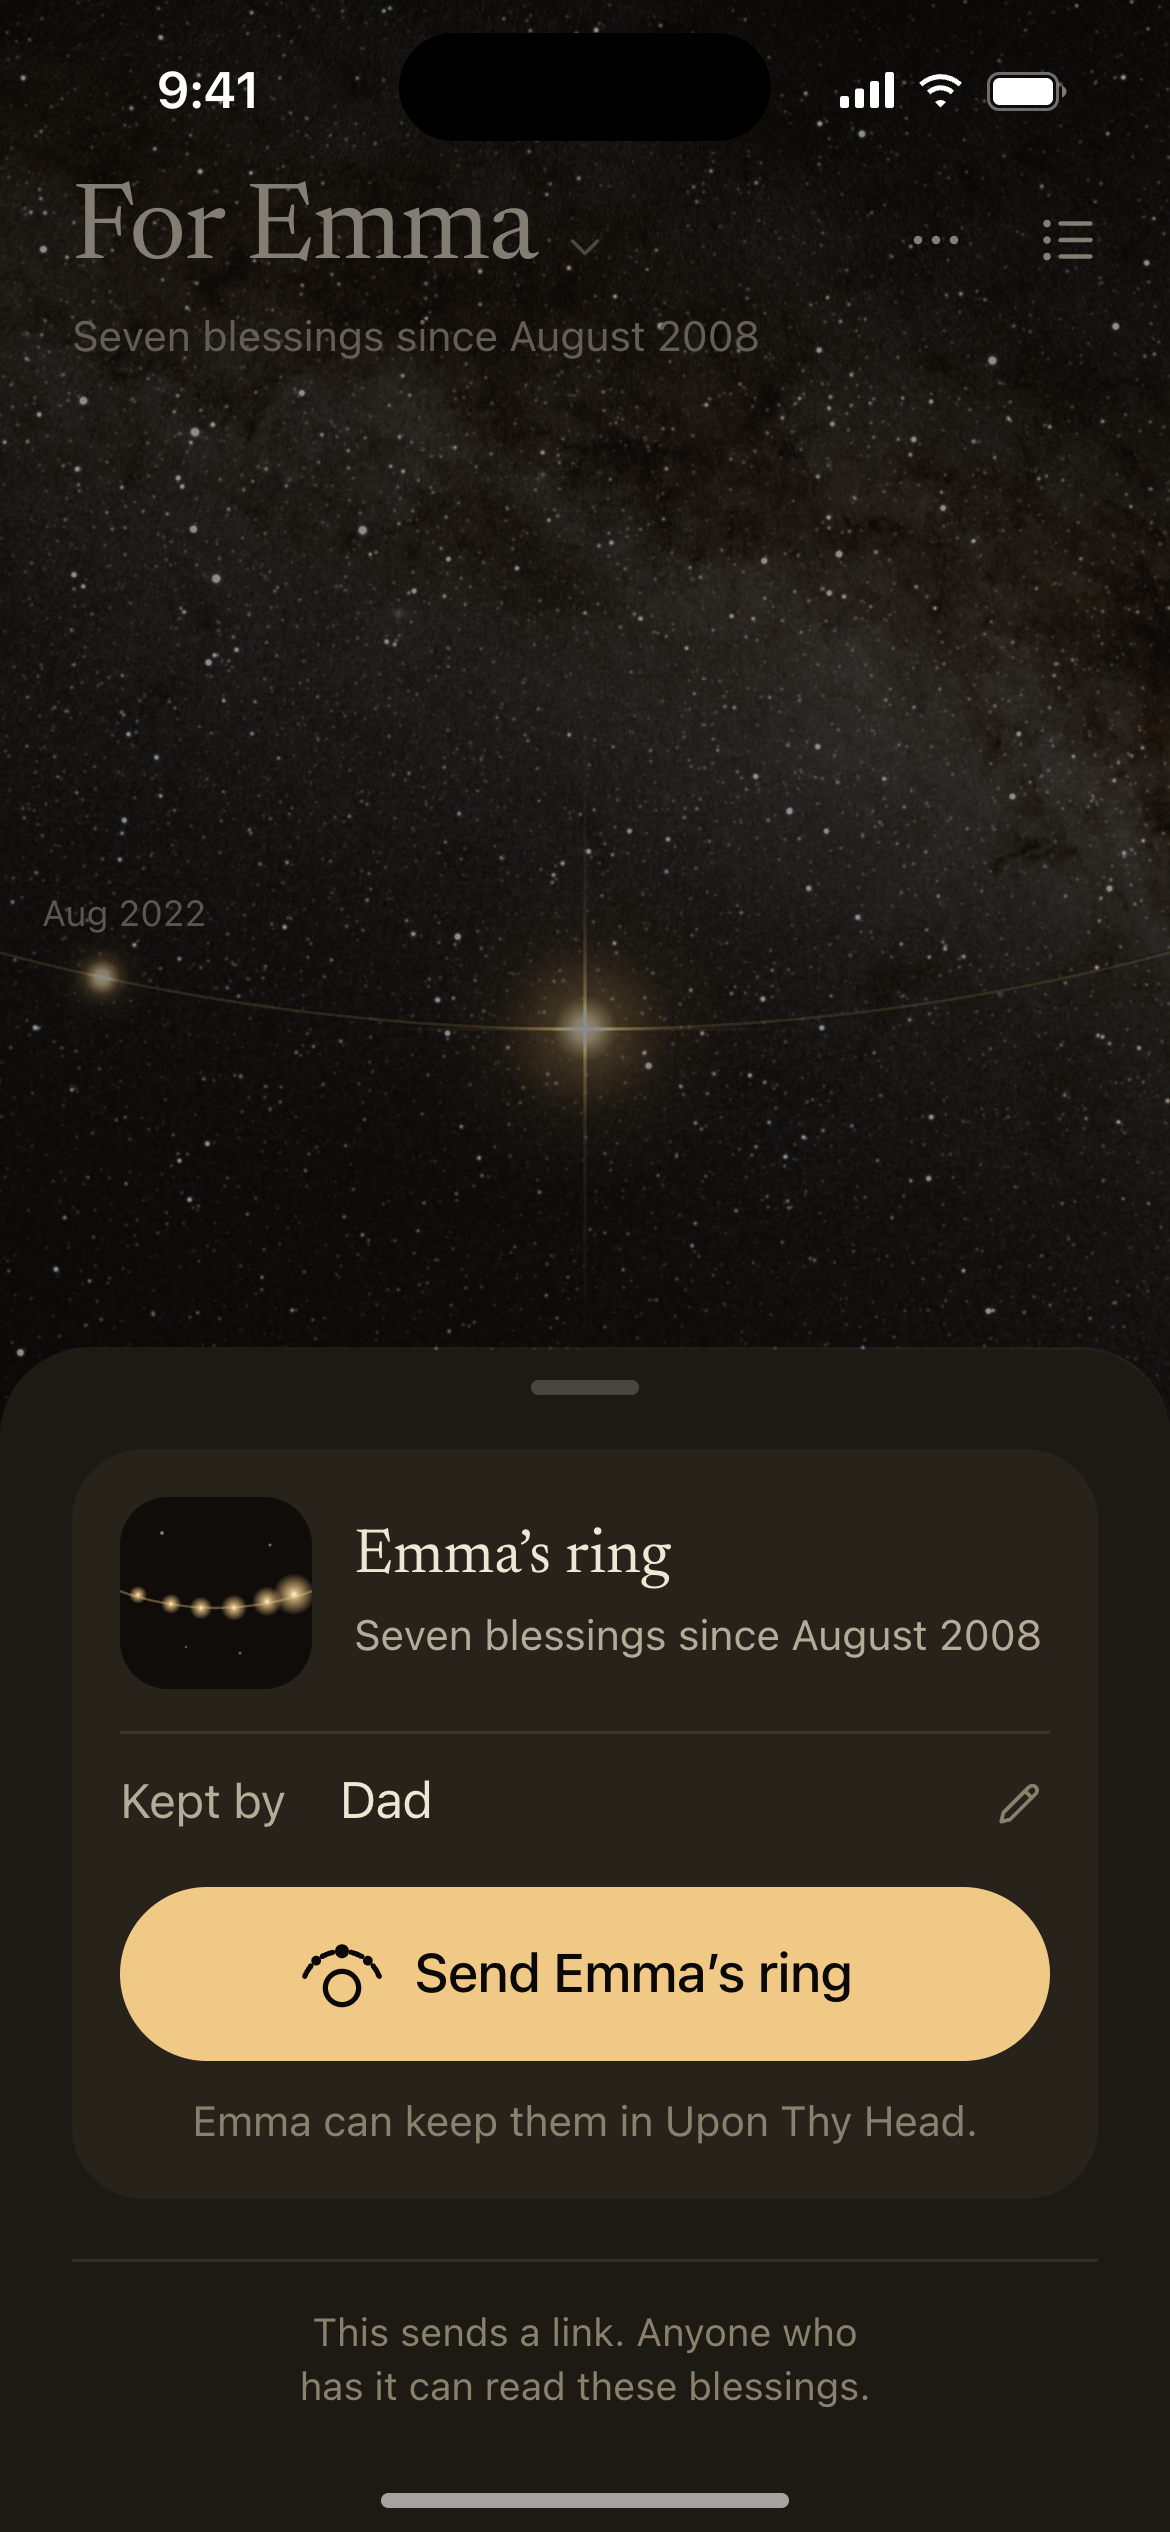 9:41
For Emma
Seven blessings since August 2008
Aug 2022
Emma’s ring
Seven blessings since August 2008
Kept by Dad
Send Emma’s ring
Emma can keep them in Upon Thy Head.
This sends a link. Anyone who
has it can read these blessings.